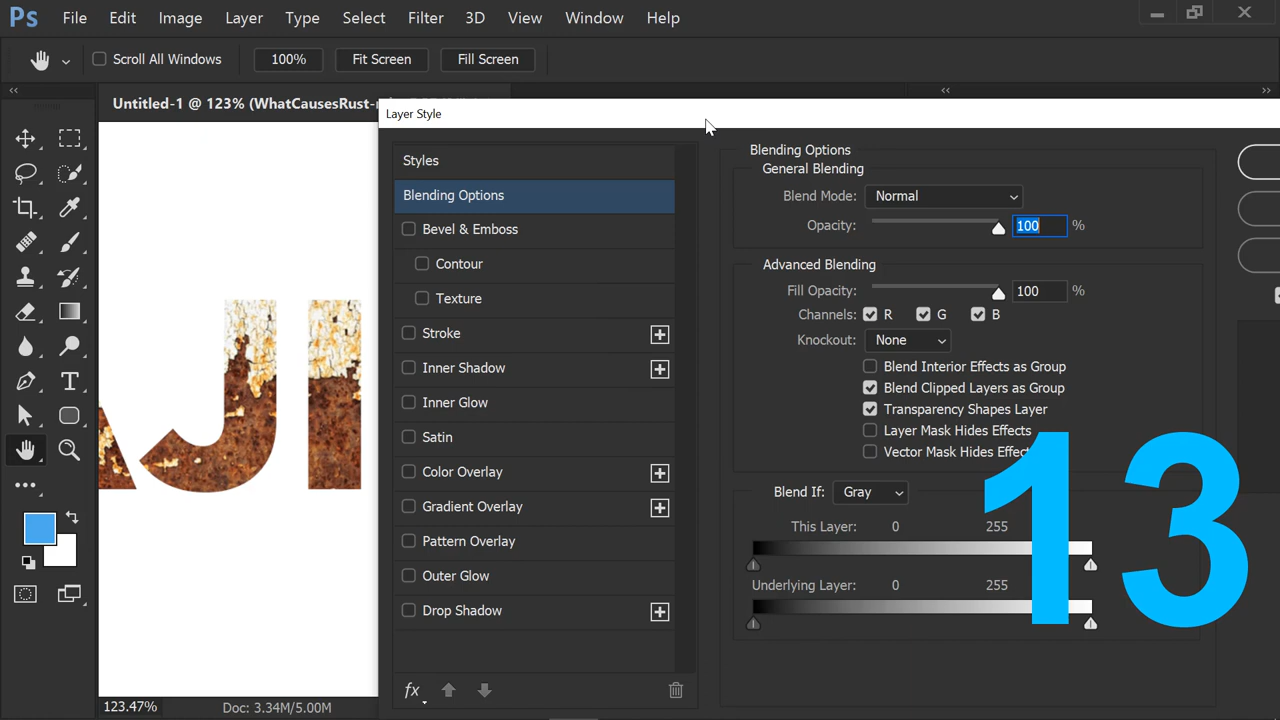 Ps File Edit Image Layer Type Select Filter 3D View Window Help
Scroll All Windows 100% Fit Screen Fill Screen
Untitled-1 @ 123% (WhatCausesRust-
Layer Style
Styles
Blending Options
Bevel & Emboss
Contour
Texture
Stroke
Inner Shadow
Inner Glow
Satin
Color Overlay
Gradient Overlay
Pattern Overlay
Outer Glow
Drop Shadow
fx
Blending Options
General Blending
Blend Mode: Normal
Opacity: 100 %
Advanced Blending
Fill Opacity: 100 %
Channels: R G B
Knockout: None
Blend Interior Effects as Group
Blend Clipped Layers as Group
Transparency Shapes Layer
Layer Mask Hides Effects
Vector Mask Hides
Blend If: Gray
This Layer: 0 255
Underlying Layer: 0 255
13
AJI
123.47% Doc: 3.34M/5.00M